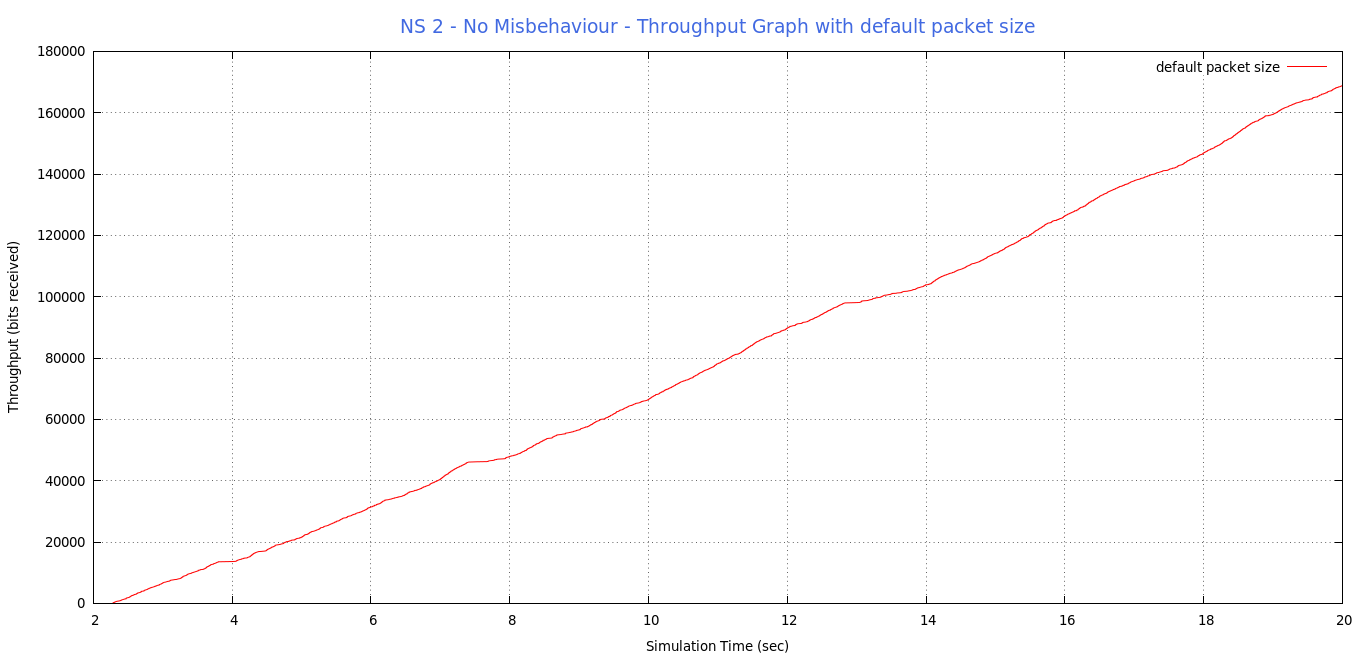 NS 2 - No Misbehaviour - Throughput Graph with default packet size
180000
default packet size
160000
140000
120000
100000
80000
60000
40000
20000
0
Throughput (bits received)
2 4 6 8 10 12 14 16 18 20
Simulation Time (sec)